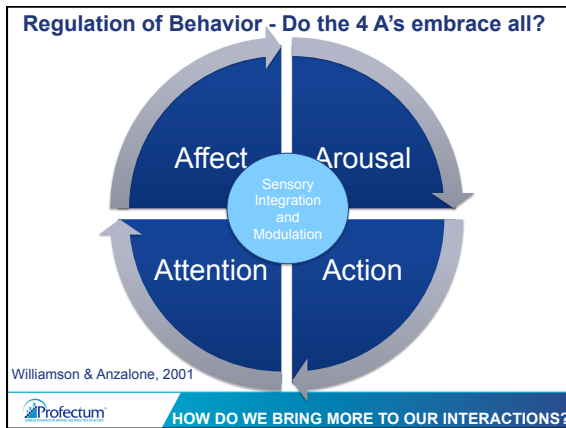 Regulation of Behavior - Do the 4 A's embrace all?
Affect
Arousal
Sensory
Integration
and
Modulation
Attention
Action
Williamson & Anzalone, 2001
Profectum
HOW DO WE BRING MORE TO OUR INTERACTIONS?